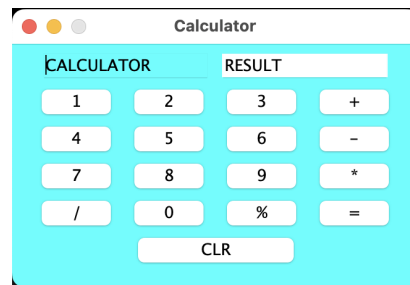 Calculator
CALCULATOR RESULT
1 2 3 +
4 5 6 -
7 8 9 *
/ 0 % =
CLR